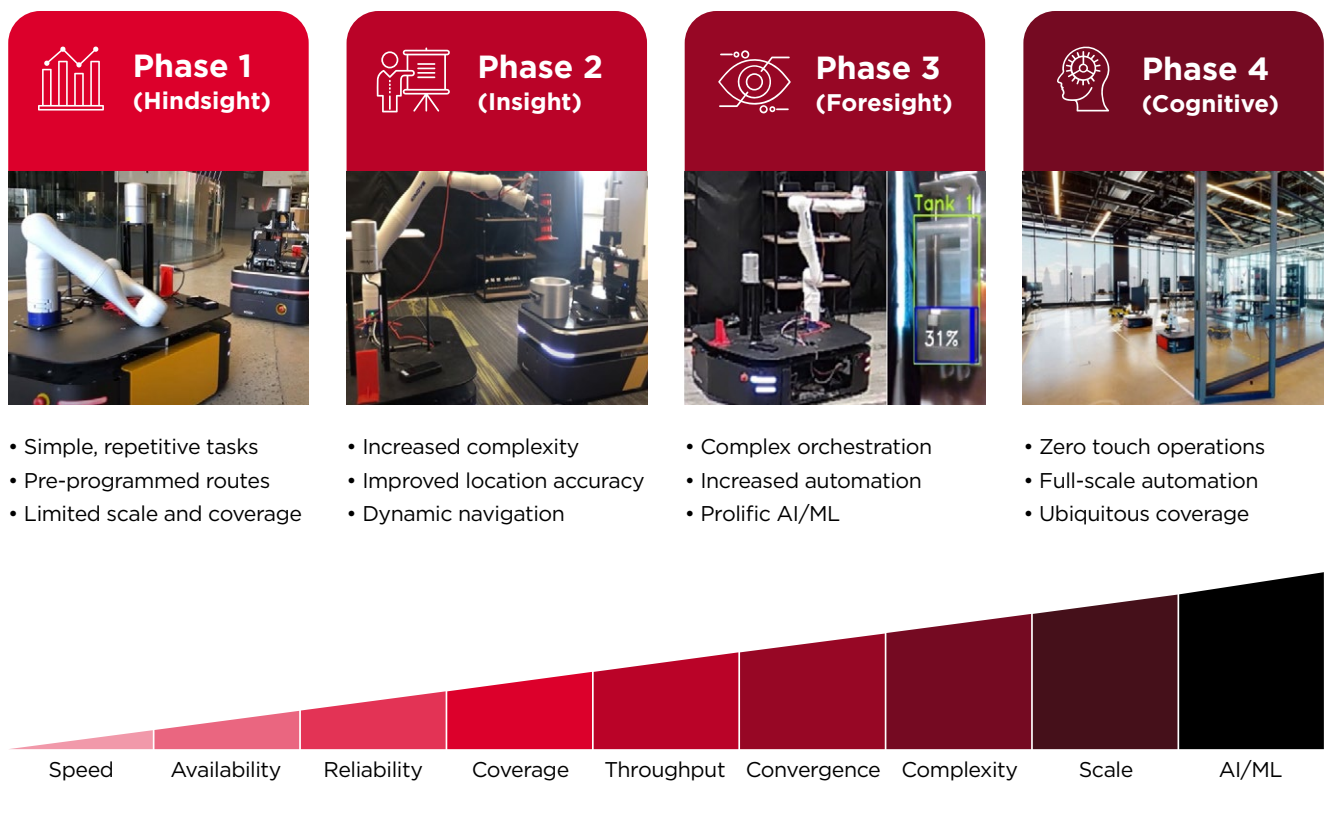 Phase 1
(Hindsight)
Phase 2
(Insight)
Phase 3
(Foresight)
Phase 4
(Cognitive)
Tank 1
31%
• Simple, repetitive tasks
• Pre-programmed routes
• Limited scale and coverage
• Increased complexity
• Improved location accuracy
• Dynamic navigation
• Complex orchestration
• Increased automation
• Prolific AI/ML
• Zero touch operations
• Full-scale automation
• Ubiquitous coverage
Speed
Availability
Reliability
Coverage
Throughput
Convergence
Complexity
Scale
AI/ML